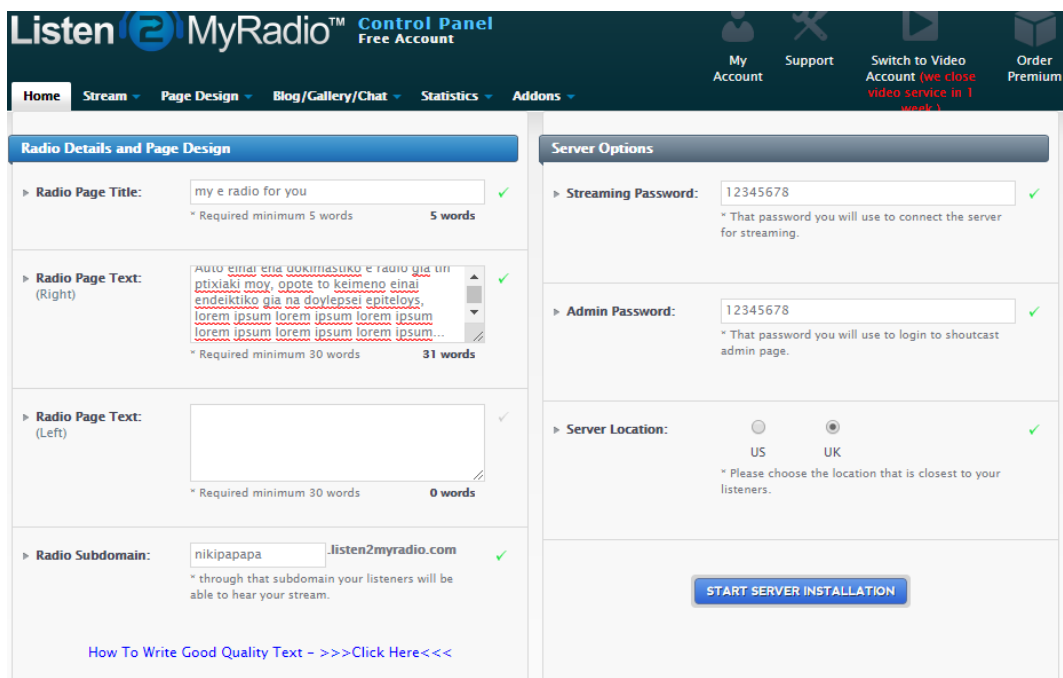 Listen 2 MyRadio™ Control Panel
Free Account
My
Account
Support
Switch to Video
Account (we close
video service in 1
week )
Order
Premium
Home Stream Page Design Blog/Gallery/Chat Statistics Addons
Radio Details and Page Design
Radio Page Title:
my e radio for you
* Required minimum 5 words 5 words
Radio Page Text:
(Right)
Auto einai ena dokimastiko e radio gia tin
ptixiaki moy, opote to keimeno einai
endeiktiko gia na doylepsei epiteloys,
lorem ipsum lorem ipsum lorem ipsum
lorem ipsum lorem ipsum lorem ipsum...
* Required minimum 30 words 31 words
Radio Page Text:
(Left)
* Required minimum 30 words 0 words
Radio Subdomain:
nikipapapa .listen2myradio.com
* through that subdomain your listeners will be
able to hear your stream.
How To Write Good Quality Text - >>>Click Here<<<
Server Options
Streaming Password:
12345678
* That password you will use to connect the server
for streaming.
Admin Password:
12345678
* That password you will use to login to shoutcast
admin page.
Server Location:
US UK
* Please choose the location that is closest to your
listeners.
START SERVER INSTALLATION